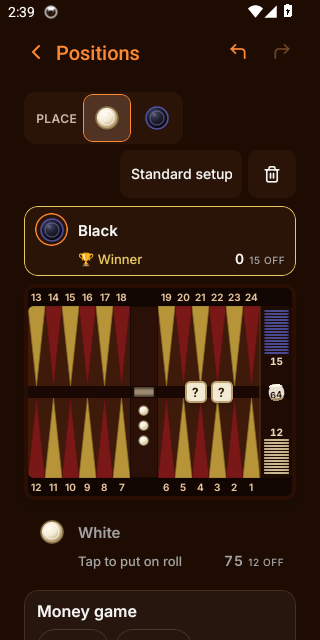 2:39
Positions
PLACE
Standard setup
Black
🏆 Winner 0 15 OFF
13 14 15 16 17 18 19 20 21 22 23 24
15
? ? 64
12
12 11 10 9 8 7 6 5 4 3 2 1
White
Tap to put on roll 75 12 OFF
Money game